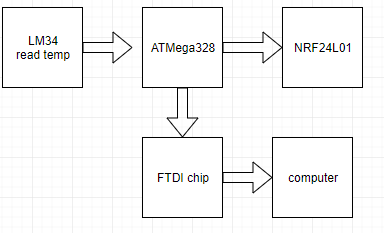 LM34
read temp
ATMega328
NRF24L01
FTDI chip
computer